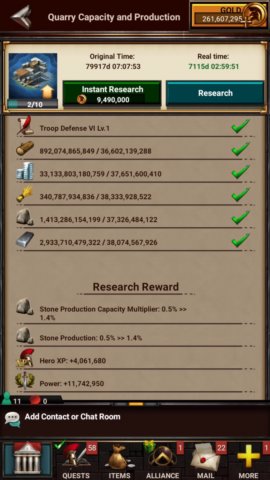 Quarry Capacity and Production
GOLD
261,607,295
Original Time:
79917d 07:07:53
Real time:
7115d 02:59:51
2/10
Instant Research
9,490,000
Research
Troop Defense VI Lv.1
892,074,865,849 / 36,602,139,288
33,133,803,180,759 / 37,651,600,410
340,787,934,836 / 38,333,928,522
1,413,286,154,199 / 37,326,484,122
2,933,710,479,322 / 38,074,567,926
Research Reward
Stone Production Capacity Multiplier: 0.5% >>
1.4%
Stone Production: 0.5% >> 1.4%
Hero XP: +4,061,680
Power: +11,742,950
11
0
Add Contact or Chat Room
58
1
22
1
QUESTS
ITEMS
ALLIANCE
MAIL
MORE